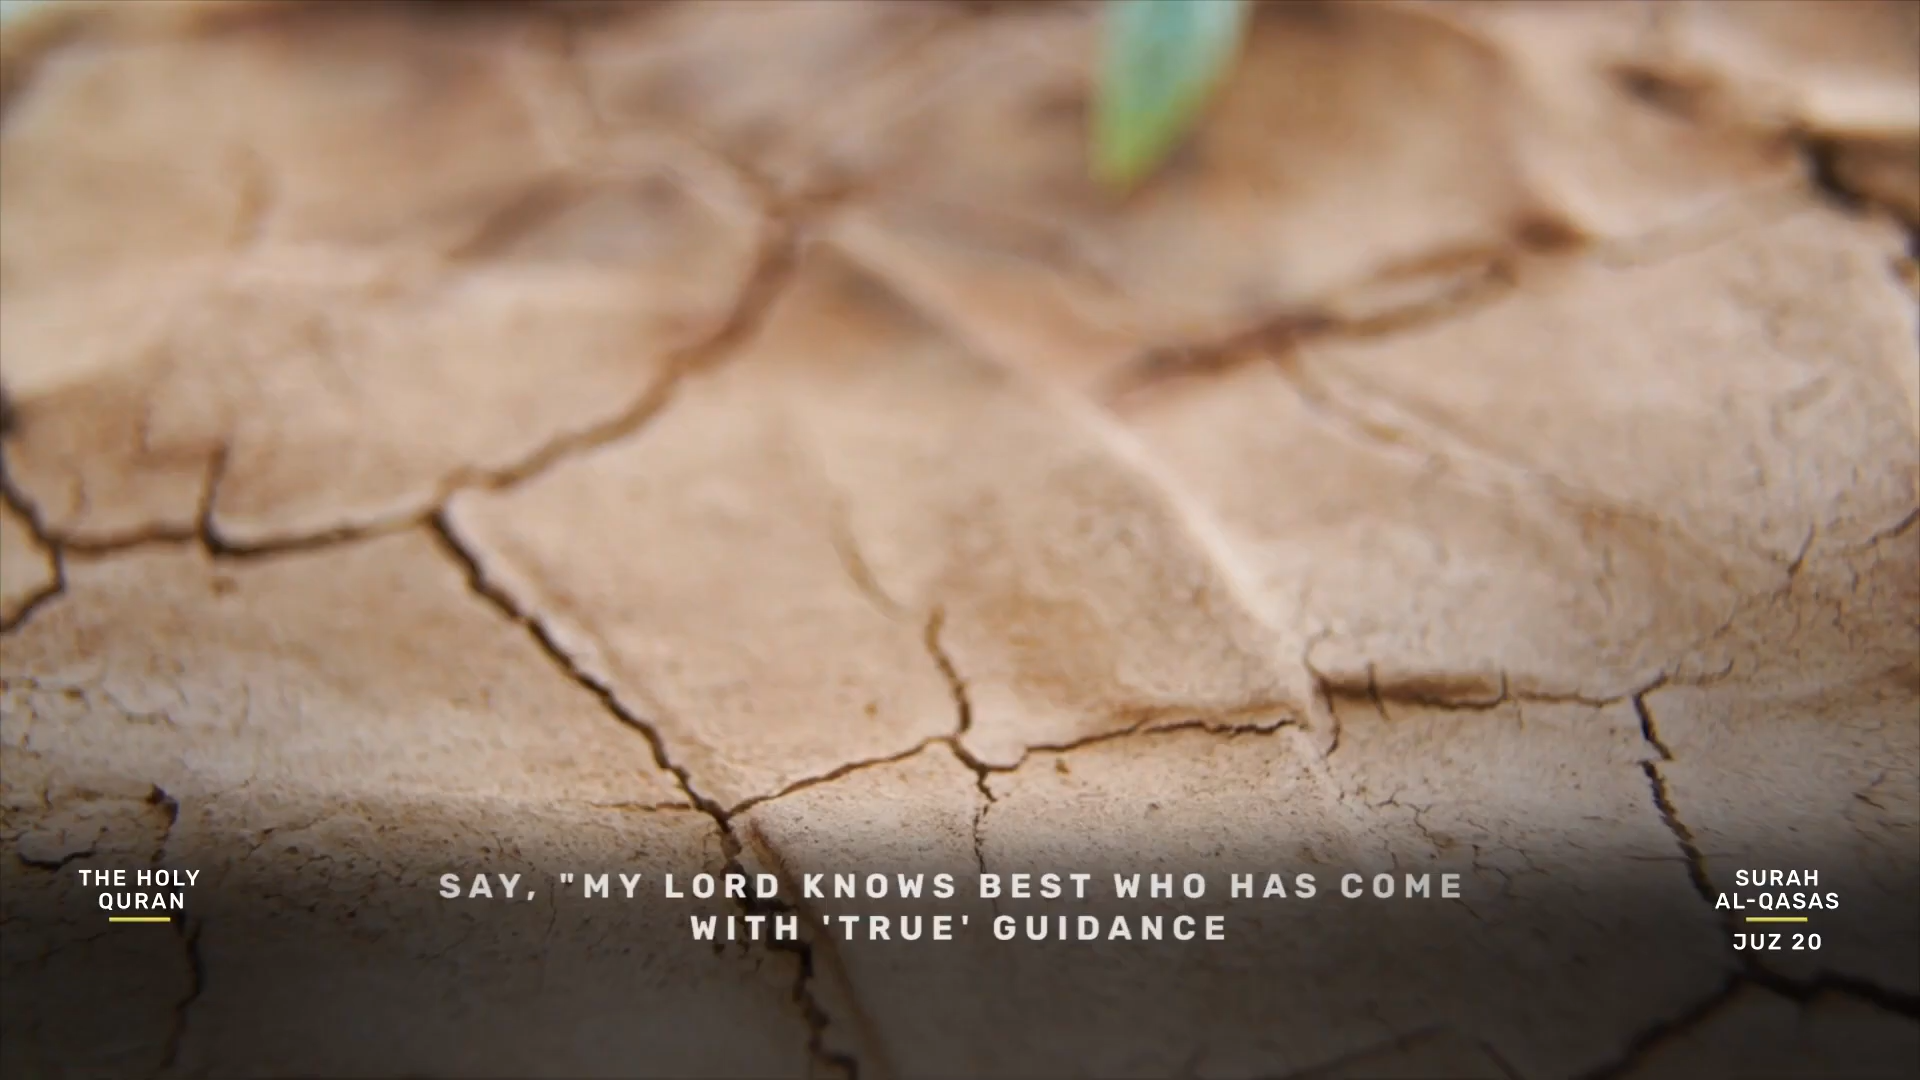 THE HOLY
QURAN
SAY, "MY LORD KNOWS BEST WHO HAS COME
WITH 'TRUE' GUIDANCE
SURAH
AL-QASAS
JUZ 20